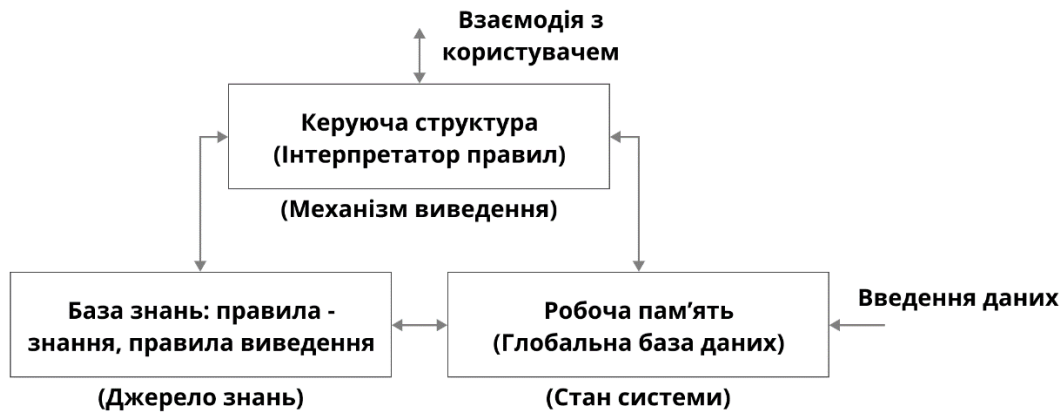 Взаємодія з
користувачем
Керуюча структура
(Інтерпретатор правил)
(Механізм виведення)
База знань: правила -
знання, правила виведення
(Джерело знань)
Робоча пам’ять
(Глобальна база даних)
(Стан системи)
Введення даних